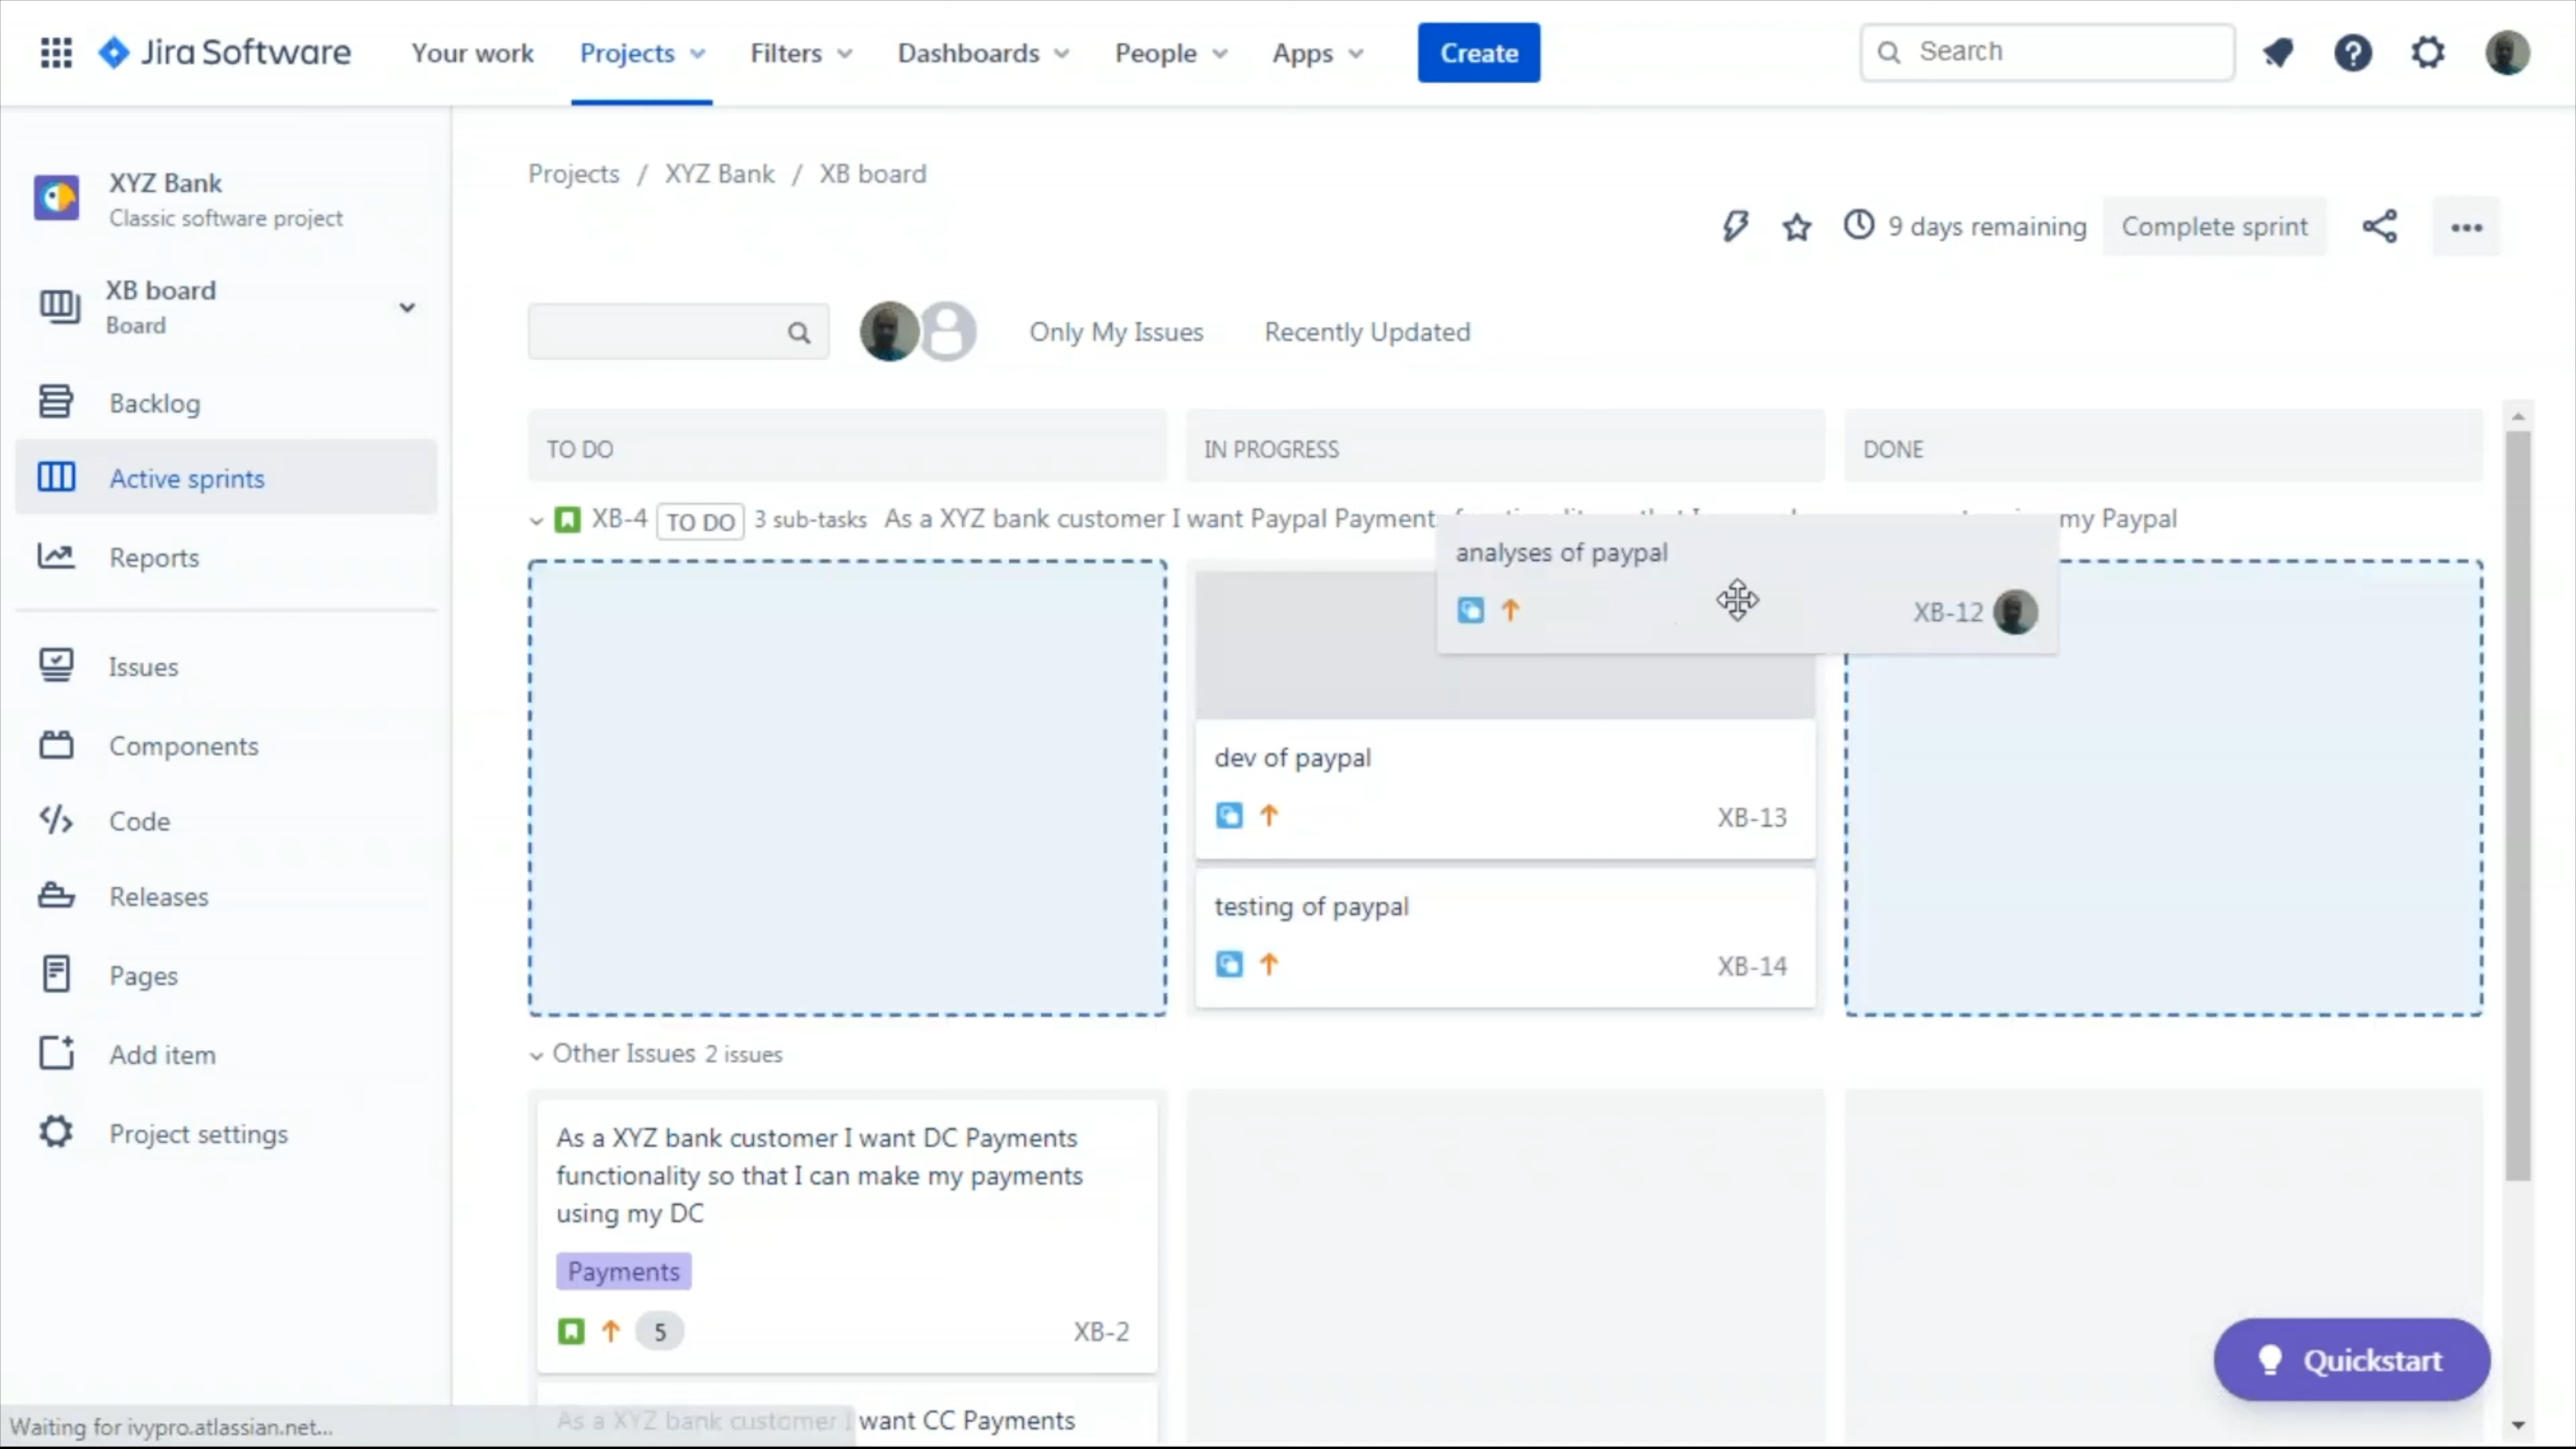 Jira Software
Your work
Projects
Filters
Dashboards
People
Apps
Create
Search
XYZ Bank
Classic software project
XB board
Board
Backlog
Active sprints
Reports
Issues
Components
Code
Releases
Pages
Add item
Project settings
Projects / XYZ Bank / XB board
9 days remaining
Complete sprint
Only My Issues
Recently Updated
TO DO
IN PROGRESS
DONE
XB-4 TO DO 3 sub-tasks As a XYZ bank customer I want Paypal Payment my Paypal
analyses of paypal
XB-12
dev of paypal
XB-13
testing of paypal
XB-14
Other Issues 2 issues
As a XYZ bank customer I want DC Payments
functionality so that I can make my payments
using my DC
Payments
5
XB-2
As a XYZ bank customer I want CC Payments
Quickstart
Waiting for ivypro.atlassian.net...